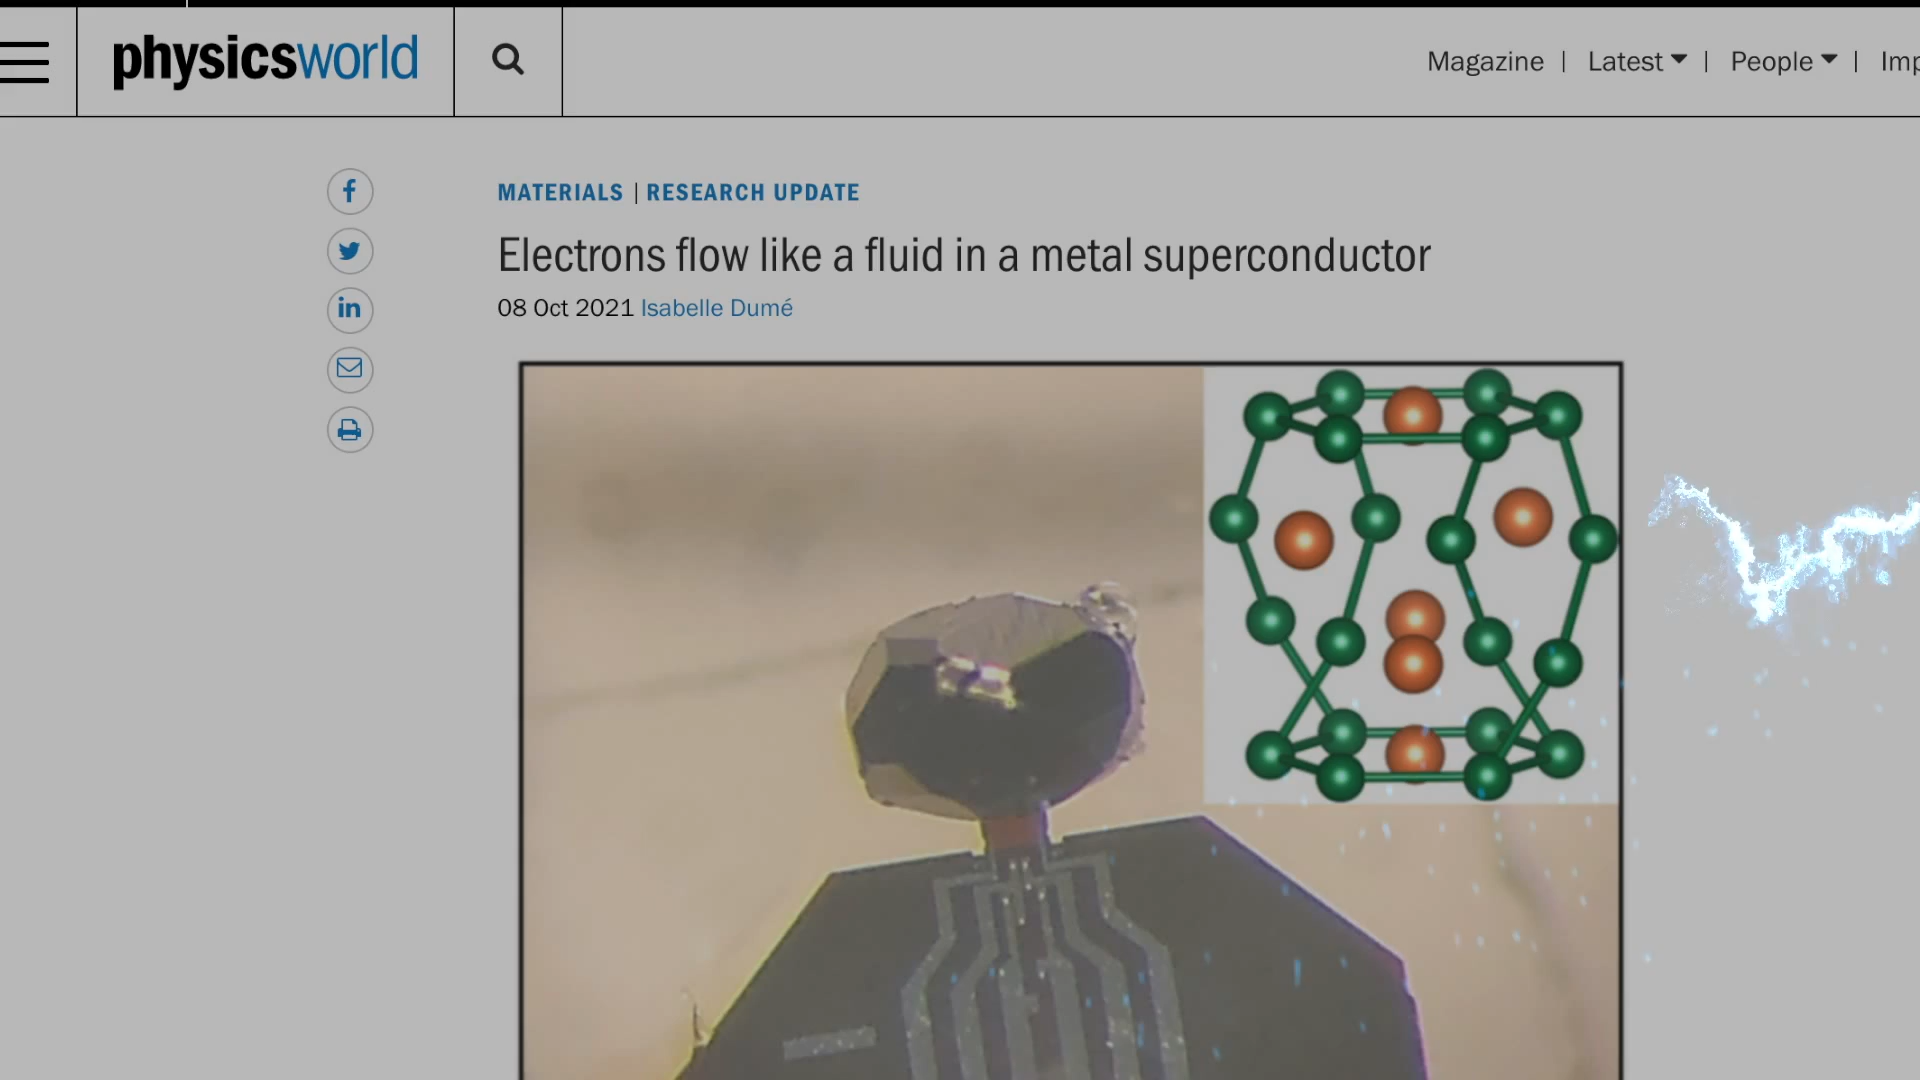 physicsworld
Magazine | Latest | People | Imp
MATERIALS | RESEARCH UPDATE
Electrons flow like a fluid in a metal superconductor
08 Oct 2021 Isabelle Dumé